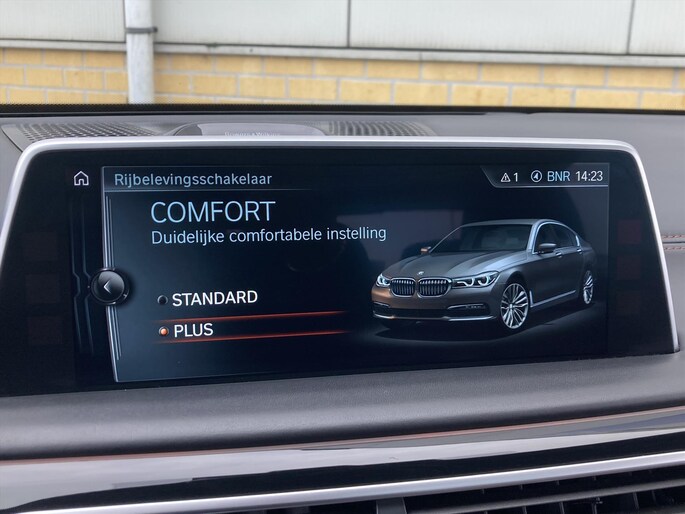 Rijbelevingsschakelaar
1 BNR 14:23
COMFORT
Duidelijke comfortabele instelling
STANDARD
PLUS